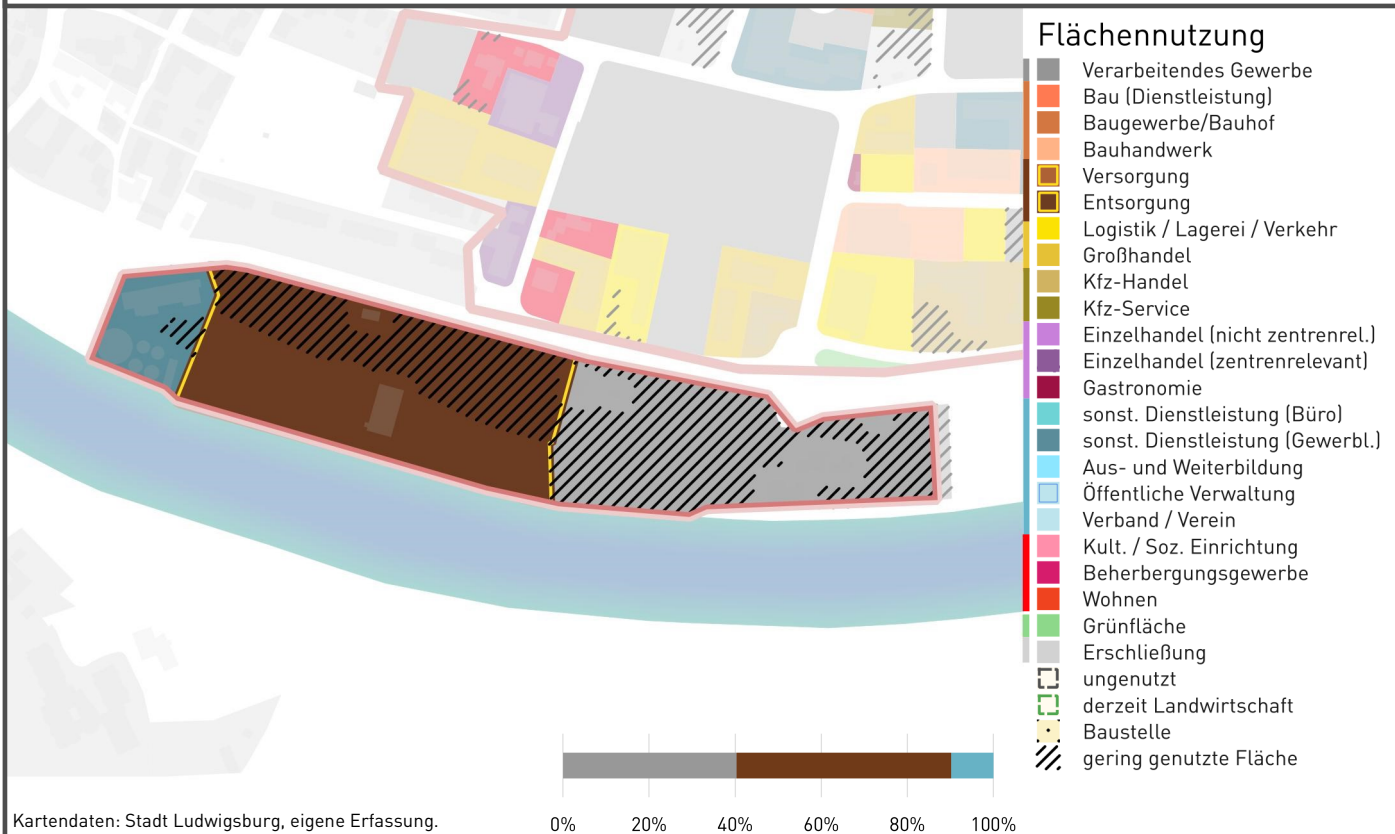 Flächennutzung
Verarbeitendes Gewerbe
Bau (Dienstleistung)
Baugewerbe/Bauhof
Bauhandwerk
Versorgung
Entsorgung
Logistik / Lagerei / Verkehr
Großhandel
Kfz-Handel
Kfz-Service
Einzelhandel (nicht zentrenrel.)
Einzelhandel (zentrenrelevant)
Gastronomie
sonst. Dienstleistung (Büro)
sonst. Dienstleistung (Gewerbl.)
Aus- und Weiterbildung
Öffentliche Verwaltung
Verband / Verein
Kult. / Soz. Einrichtung
Beherbergungsgewerbe
Wohnen
Grünfläche
Erschließung
ungenutzt
derzeit Landwirtschaft
Baustelle
gering genutzte Fläche
Kartendaten: Stadt Ludwigsburg, eigene Erfassung.
0% 20% 40% 60% 80% 100%